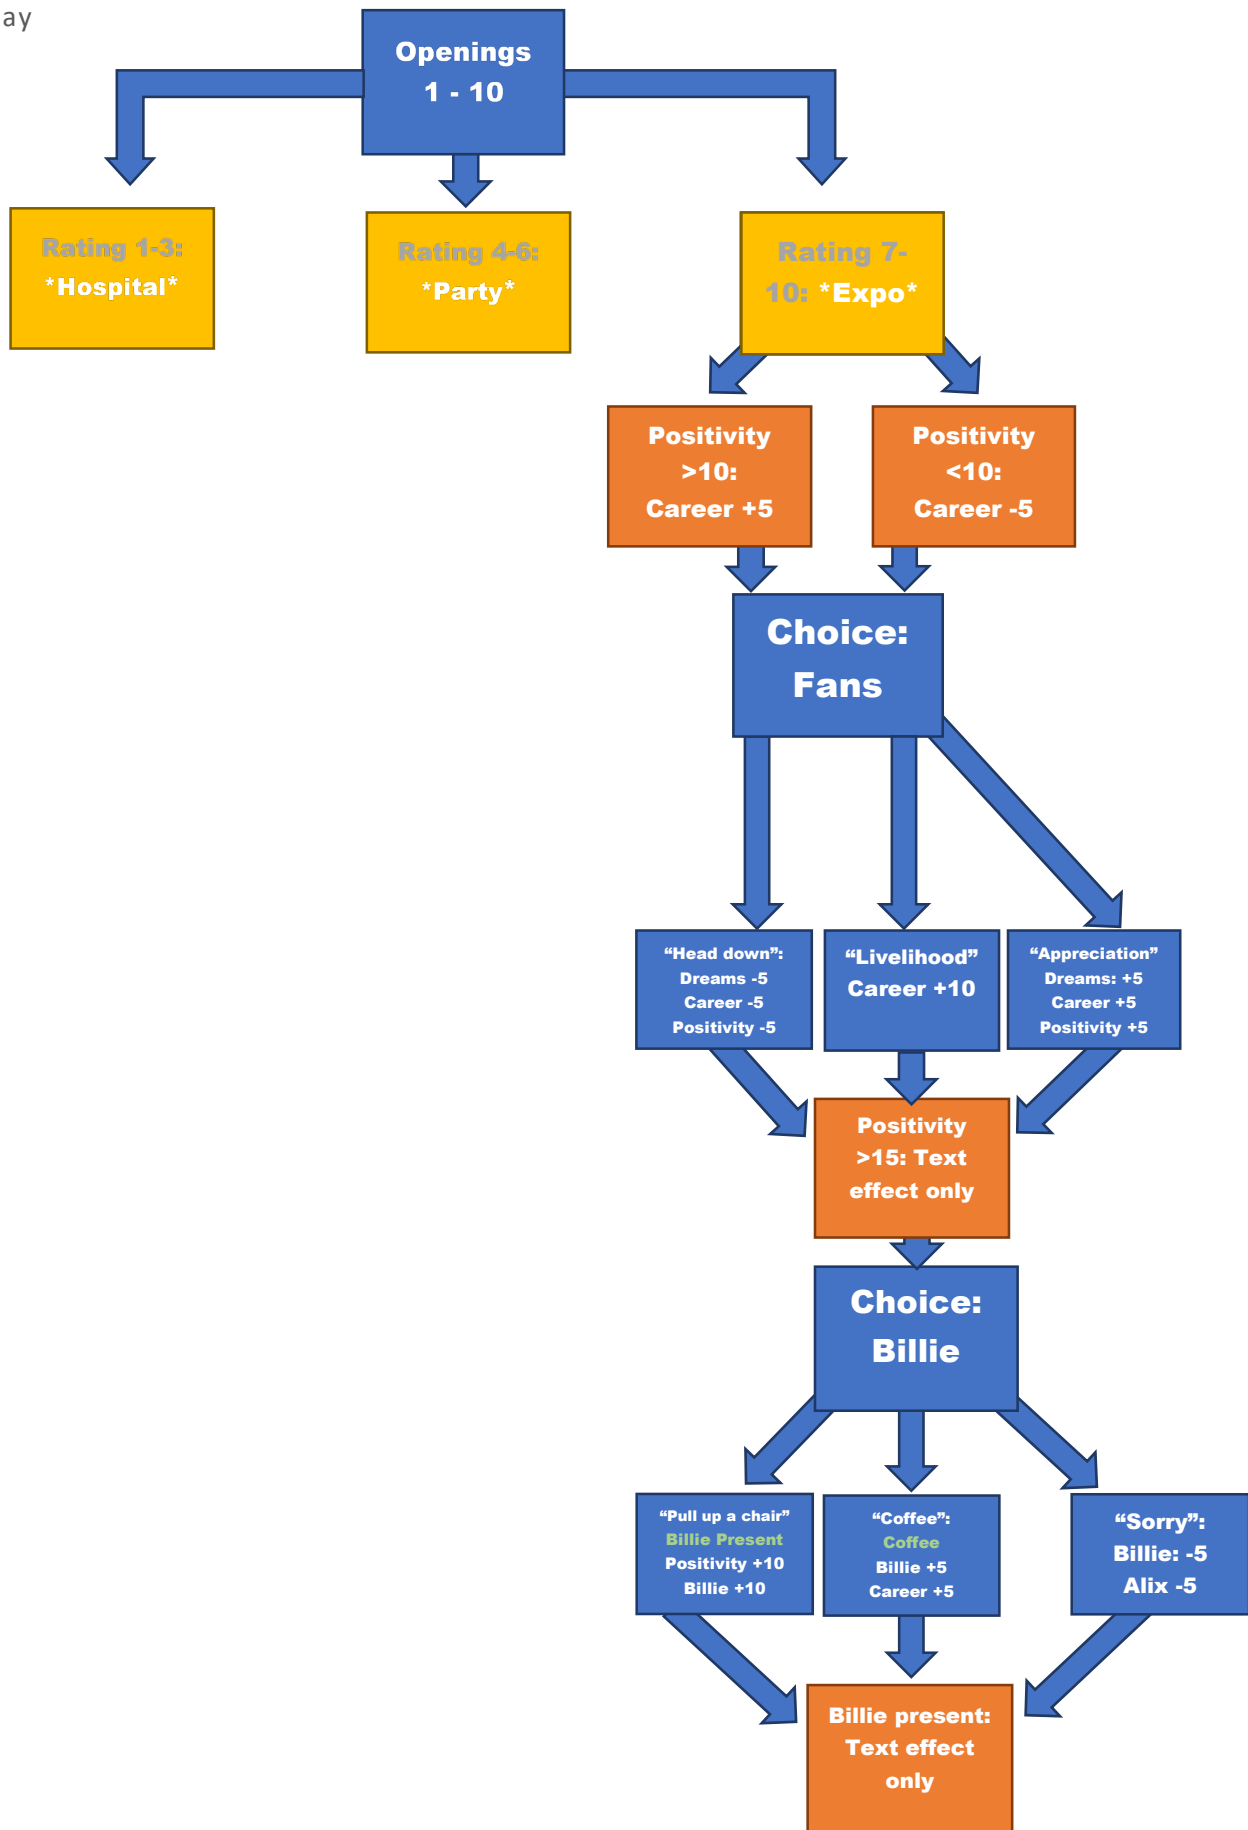 ay
Openings
1 - 10
Rating 1-3:
*Hospital*
Rating 4-6:
*Party*
Rating 7-
10: *Expo*
Positivity
>10:
Career +5
Positivity
<10:
Career -5
Choice:
Fans
“Head down”:
Dreams -5
Career -5
Positivity -5
“Livelihood”
Career +10
“Appreciation”
Dreams: +5
Career +5
Positivity +5
Positivity
>15: Text
effect only
Choice:
Billie
“Pull up a chair”
Billie Present
Positivity +10
Billie +10
“Coffee”:
Coffee
Billie +5
Career +5
“Sorry”:
Billie: -5
Alix -5
Billie present:
Text effect
only